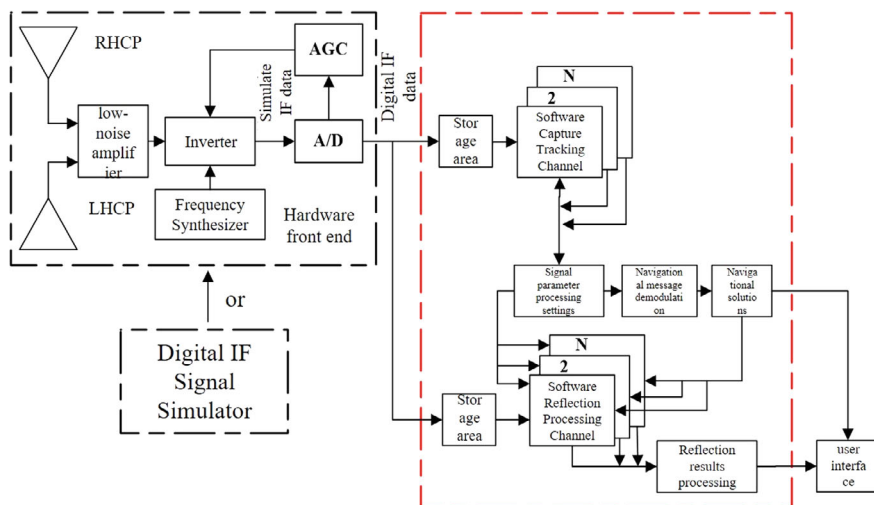 RHCP
low-
noise
amplif
ier
LHCP
Inverter
Frequency
Synthesizer
Simulate
IF data
AGC
A/D
Hardware
front end
Digital IF
data
or
Digital IF
Signal
Simulator
Stor
age
area
N
2
Software
Capture
Tracking
Channel
Signal
parameter
processing
settings
Navigation
al message
demodulati
on
Navig
ational
solutio
ns
N
2
Software
Reflection
Processing
Channel
Stor
age
area
Reflection
results
processing
user
interfa
ce